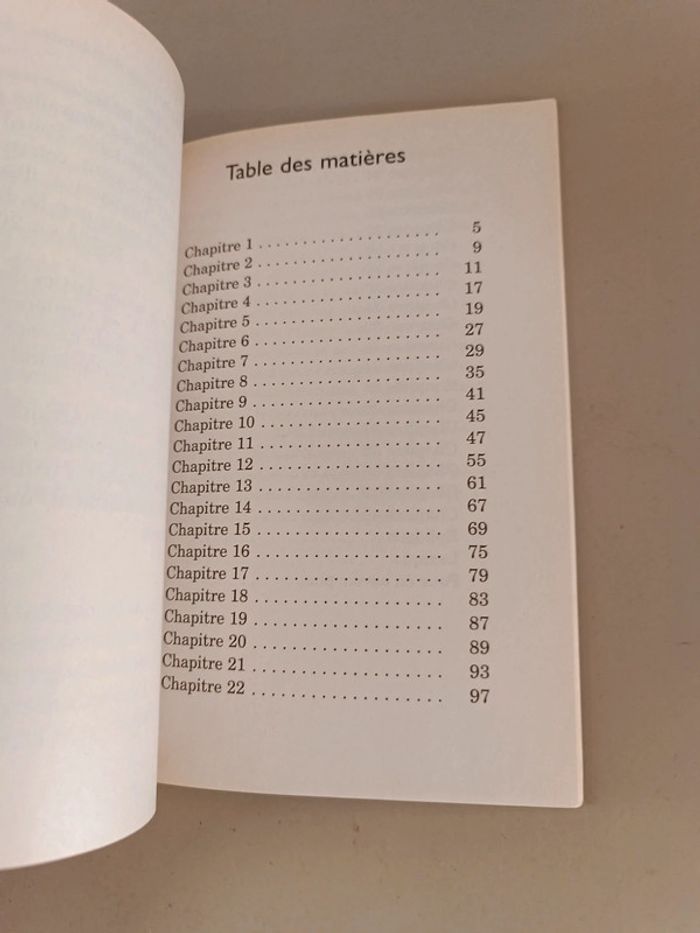 Table des matières
Chapitre 1 . . . . . . . . . . . . . . . . . . . . . 5
Chapitre 2 . . . . . . . . . . . . . . . . . . . . . 9
Chapitre 3 . . . . . . . . . . . . . . . . . . . . . 11
Chapitre 4 . . . . . . . . . . . . . . . . . . . . . 17
Chapitre 5 . . . . . . . . . . . . . . . . . . . . . 19
Chapitre 6 . . . . . . . . . . . . . . . . . . . . . 27
Chapitre 7 . . . . . . . . . . . . . . . . . . . . . 29
Chapitre 8 . . . . . . . . . . . . . . . . . . . . . 35
Chapitre 9 . . . . . . . . . . . . . . . . . . . . . 41
Chapitre 10 . . . . . . . . . . . . . . . . . . . . 45
Chapitre 11 . . . . . . . . . . . . . . . . . . . . 47
Chapitre 12 . . . . . . . . . . . . . . . . . . . . 55
Chapitre 13 . . . . . . . . . . . . . . . . . . . . 61
Chapitre 14 . . . . . . . . . . . . . . . . . . . . 67
Chapitre 15 . . . . . . . . . . . . . . . . . . . . 69
Chapitre 16 . . . . . . . . . . . . . . . . . . . . 75
Chapitre 17 . . . . . . . . . . . . . . . . . . . . 79
Chapitre 18 . . . . . . . . . . . . . . . . . . . . 83
Chapitre 19 . . . . . . . . . . . . . . . . . . . . 87
Chapitre 20 . . . . . . . . . . . . . . . . . . . . 89
Chapitre 21 . . . . . . . . . . . . . . . . . . . . 93
Chapitre 22 . . . . . . . . . . . . . . . . . . . . 97